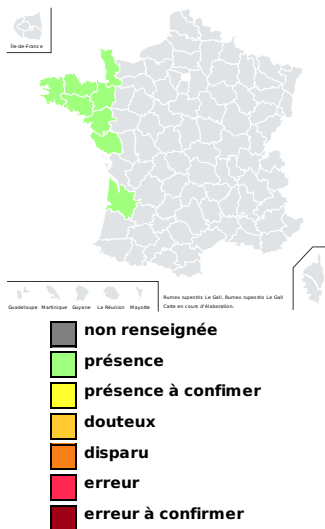 Île-de-France
Guadeloupe Martinique Guyane La Réunion Mayotte
Rumex rupestris Le Gall, Rumex rupestris Le Gall
Carte en cours d'élaboration.
non renseignée
présence
présence à confimer
douteux
disparu
erreur
erreur à confirmer